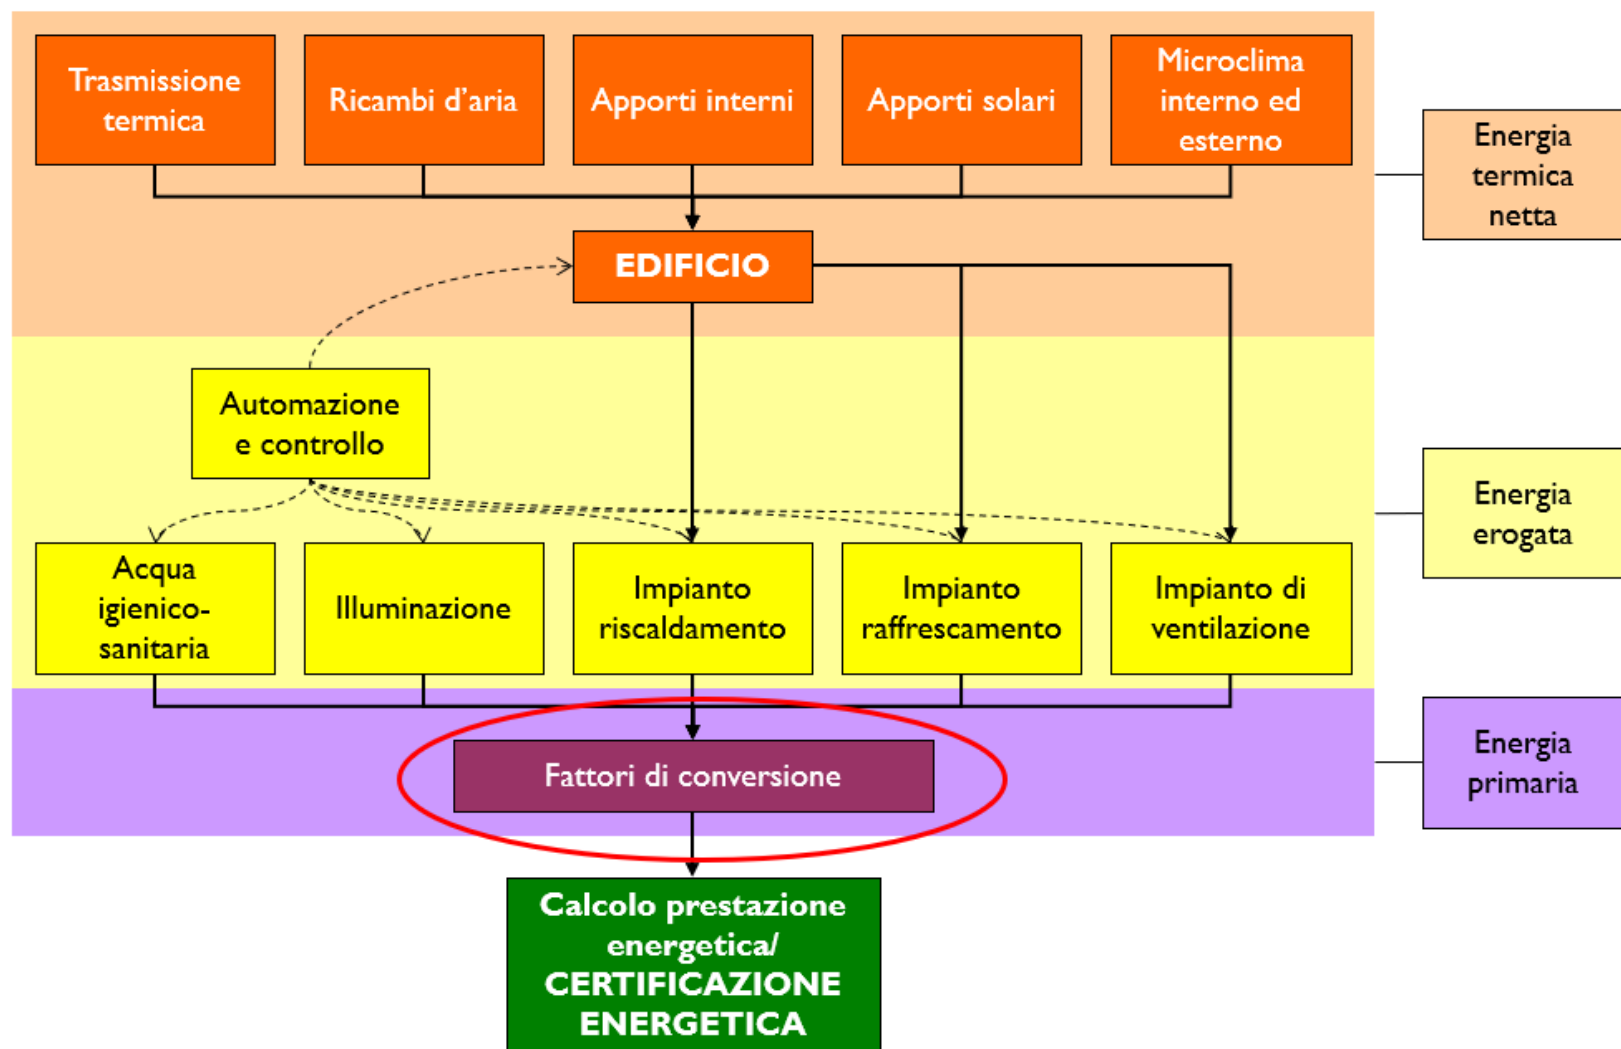 Trasmissione
termica
Ricambi d'aria
Apporti interni
Apporti solari
Microclima
interno ed
esterno
Energia
termica
netta
EDIFICIO
Automazione
e controllo
Energia
erogata
Acqua
igienico-
sanitaria
Illuminazione
Impianto
riscaldamento
Impianto
raffrescamento
Impianto di
ventilazione
Fattori di conversione
Energia
primaria
Calcolo prestazione
energetica/
CERTIFICAZIONE
ENERGETICA